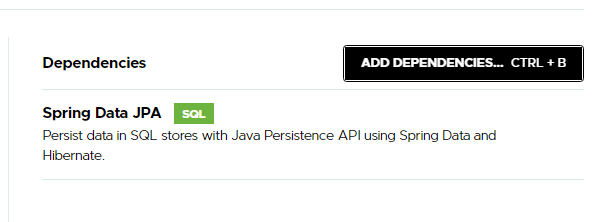 Dependencies
ADD DEPENDENCIES... CTRL + B
Spring Data JPA SQL
Persist data in SQL stores with Java Persistence API using Spring Data and
Hibernate.